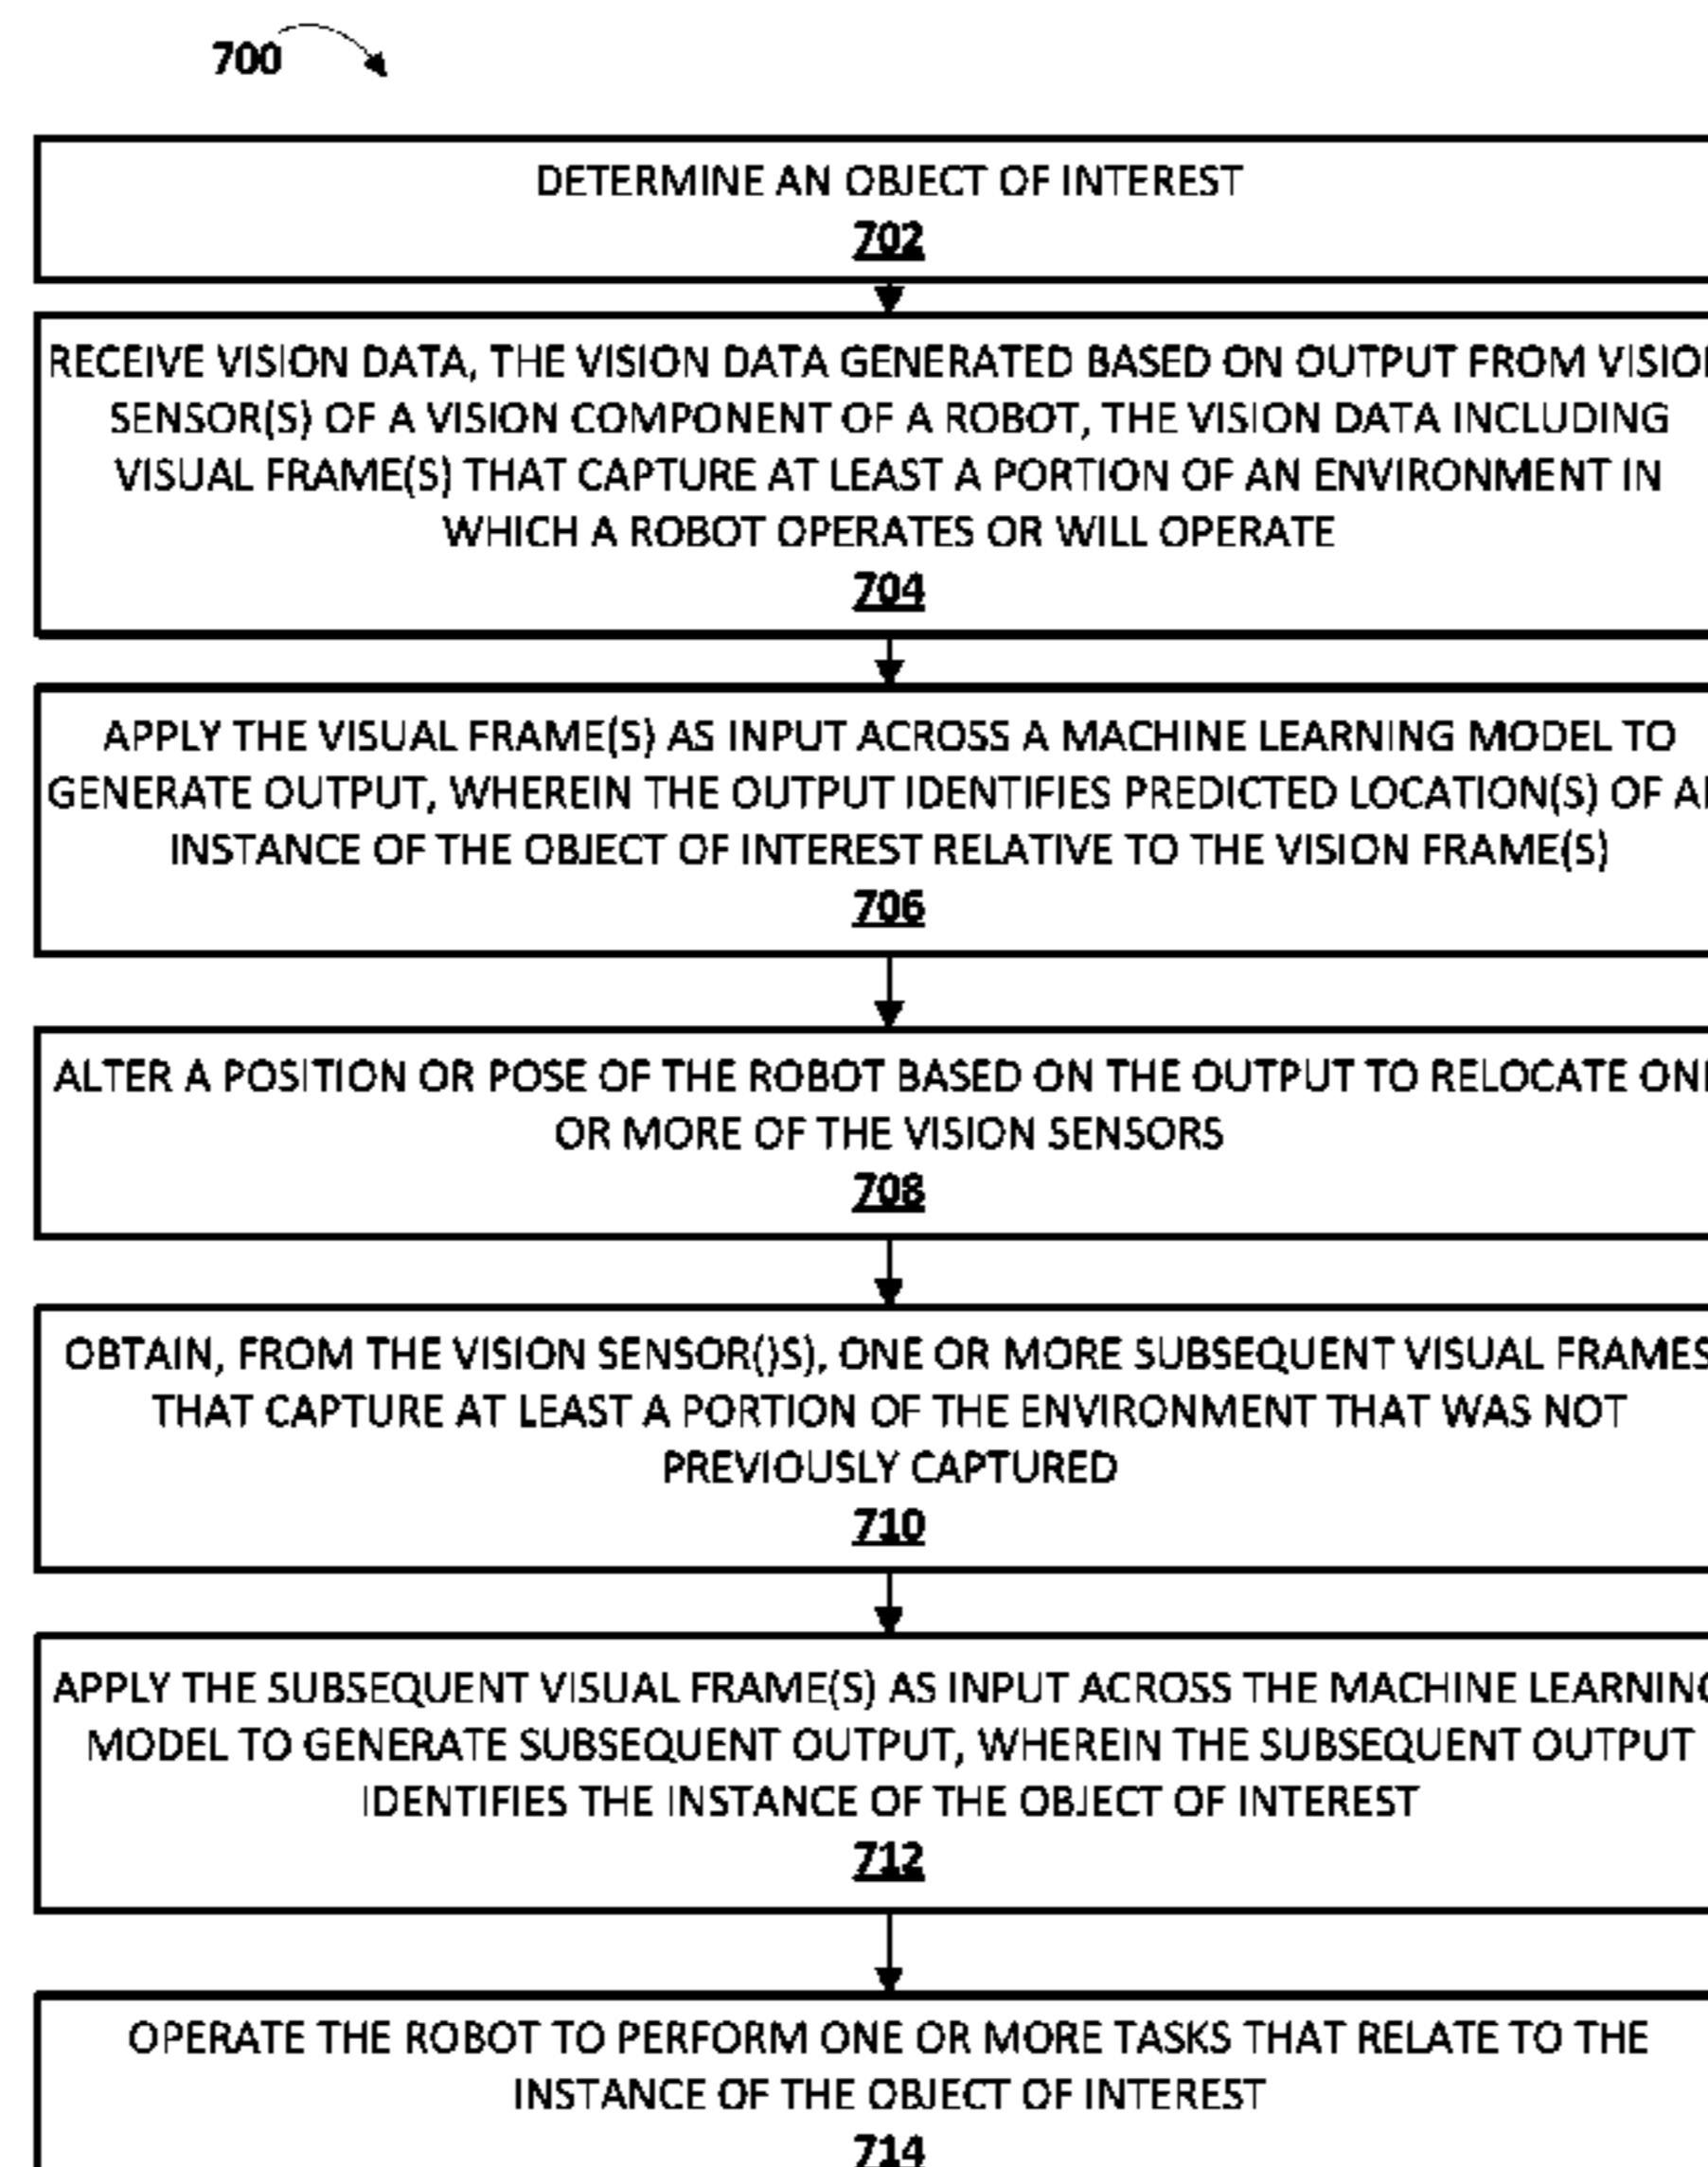 700
DETERMINE AN OBJECT OF INTEREST
702
RECEIVE VISION DATA, THE VISION DATA GENERATED BASED ON OUTPUT FROM
SENSOR(S) OF A VISION COMPONENT OF A ROBOT, THE VISION DATA INCLUDING
VISUAL FRAME(S) THAT CAPTURE AT LEAST A PORTION OF AN ENVIRONMENT IN
WHICH A ROBOT OPERATES OR WILL OPERATE
704
APPLY THE VISUAL FRAME(S) AS INPUT ACROSS A MACHINE LEARNING MODEL TO
GENERATE OUTPUT, WHEREIN THE OUTPUT IDENTIFIES PREDICTED LOCATION(S) OF
INSTANCE OF THE OBJECT OF INTEREST RELATIVE TO THE VISION FRAME(S)
706
ALTER A POSITION OR POSE OF THE ROBOT BASED ON THE OUTPUT TO RELOCATE
OR MORE OF THE VISION SENSORS
708
OBTAIN, FROM THE VISION SENSOR()S), ONE OR MORE SUBSEQUENT VISUAL FRAMES
THAT CAPTURE AT LEAST A PORTION OF THE ENVIRONMENT THAT WAS NOT
PREVIOUSLY CAPTURED
710
APPLY THE SUBSEQUENT VISUAL FRAME(S) AS INPUT ACROSS THE MACHINE
MODEL TO GENERATE SUBSEQUENT OUTPUT, WHEREIN THE SUBSEQUENT OUTPUT
IDENTIFIES THE INSTANCE OF THE OBJECT OF INTEREST
712
OPERATE THE ROBOT TO PERFORM ONE OR MORE TASKS THAT RELATE TO THE
INSTANCE OF THE OBJECT OF INTEREST
714